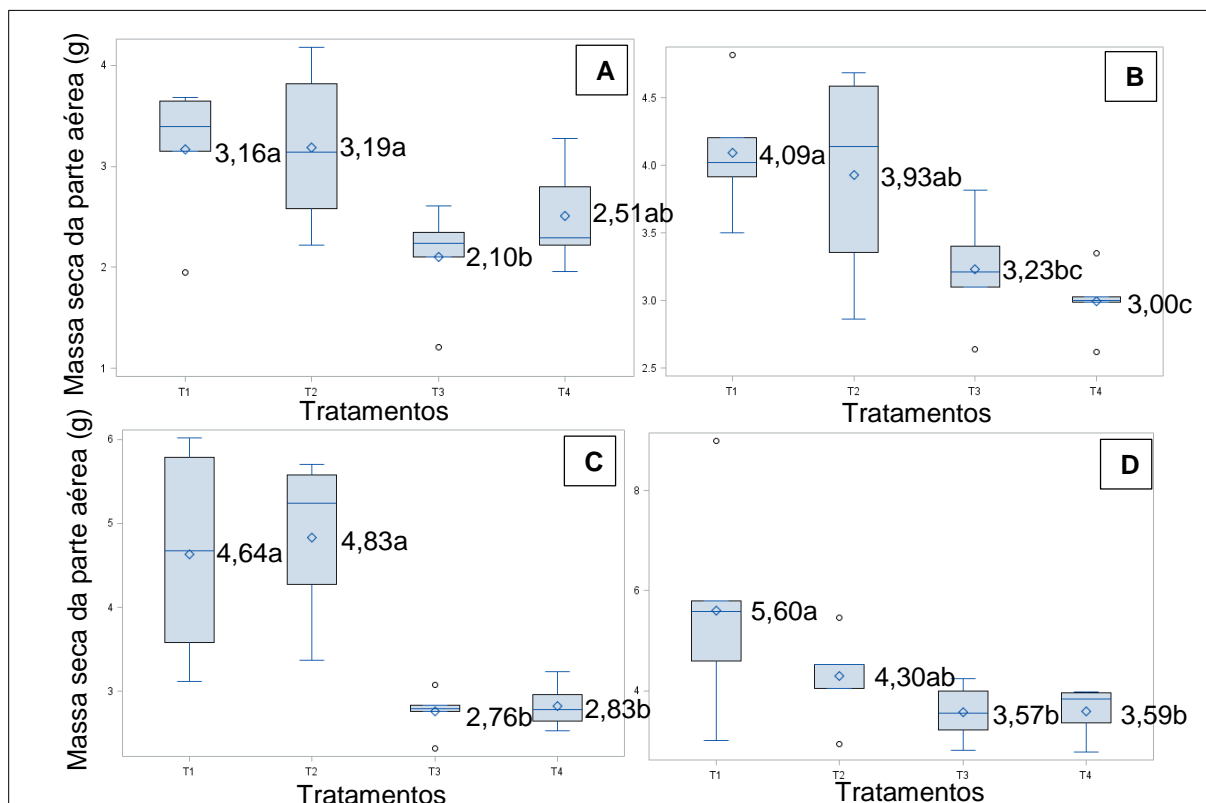 Massa seca da parte aérea (g)
A
4
3
2
1
3,16a
3,19a
2,10b
2,51ab
T1
T2
T3
T4
Tratamentos
B
4.5
4.0
3.5
3.0
2.5
4,09a
3,93ab
3,23bc
3,00c
T1
T2
T3
T4
Tratamentos
Massa seca da parte aérea (g)
C
6
5
4
3
4,64a
4,83a
2,76b
2,83b
T1
T2
T3
T4
Tratamentos
D
8
6
4
5,60a
4,30ab
3,57b
3,59b
T1
T2
T3
T4
Tratamentos